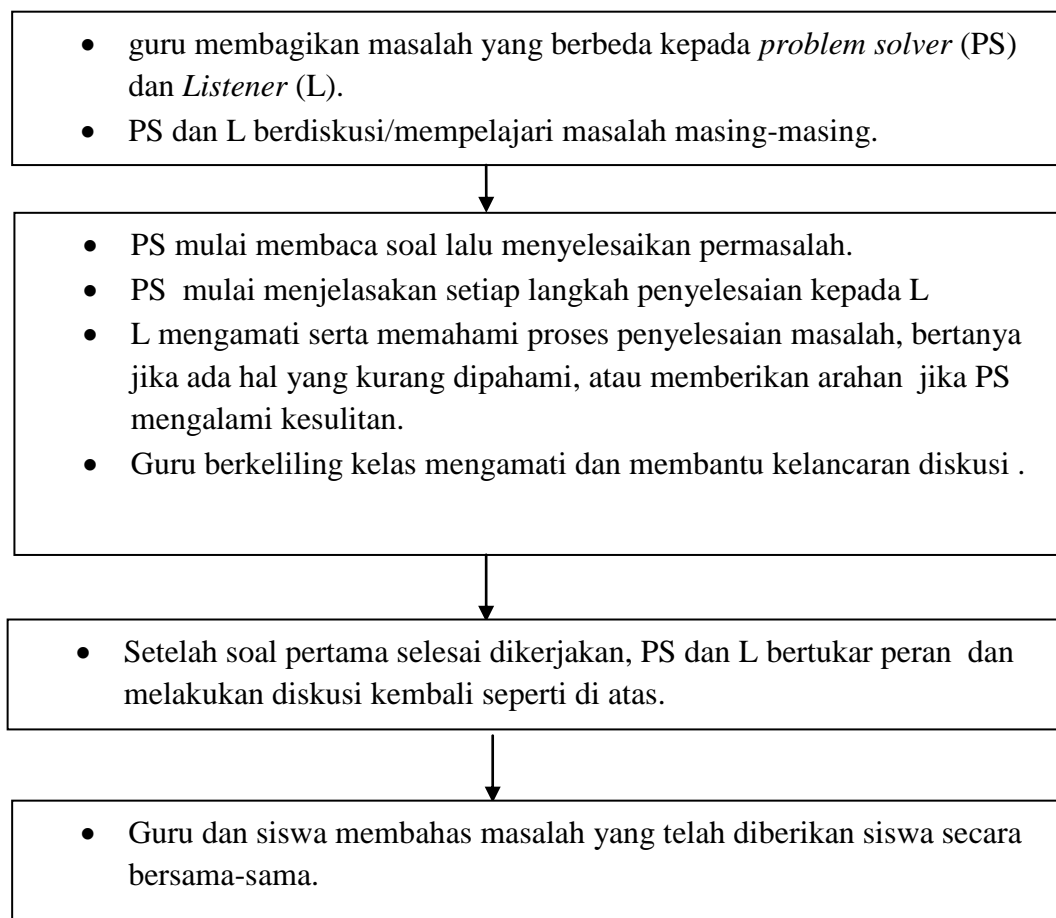 • guru membagikan masalah yang berbeda kepada problem solver (PS)
dan Listener (L).
• PS dan L berdiskusi/mempelajari masalah masing-masing.
• PS mulai membaca soal lalu menyelesaikan permasalah.
• PS mulai menjelasakan setiap langkah penyelesaian kepada L
• L mengamati serta memahami proses penyelesaian masalah, bertanya
jika ada hal yang kurang dipahami, atau memberikan arahan jika PS
mengalami kesulitan.
• Guru berkeliling kelas mengamati dan membantu kelancaran diskusi .
• Setelah soal pertama selesai dikerjakan, PS dan L bertukar peran dan
melakukan diskusi kembali seperti di atas.
• Guru dan siswa membahas masalah yang telah diberikan siswa secara
bersama-sama.